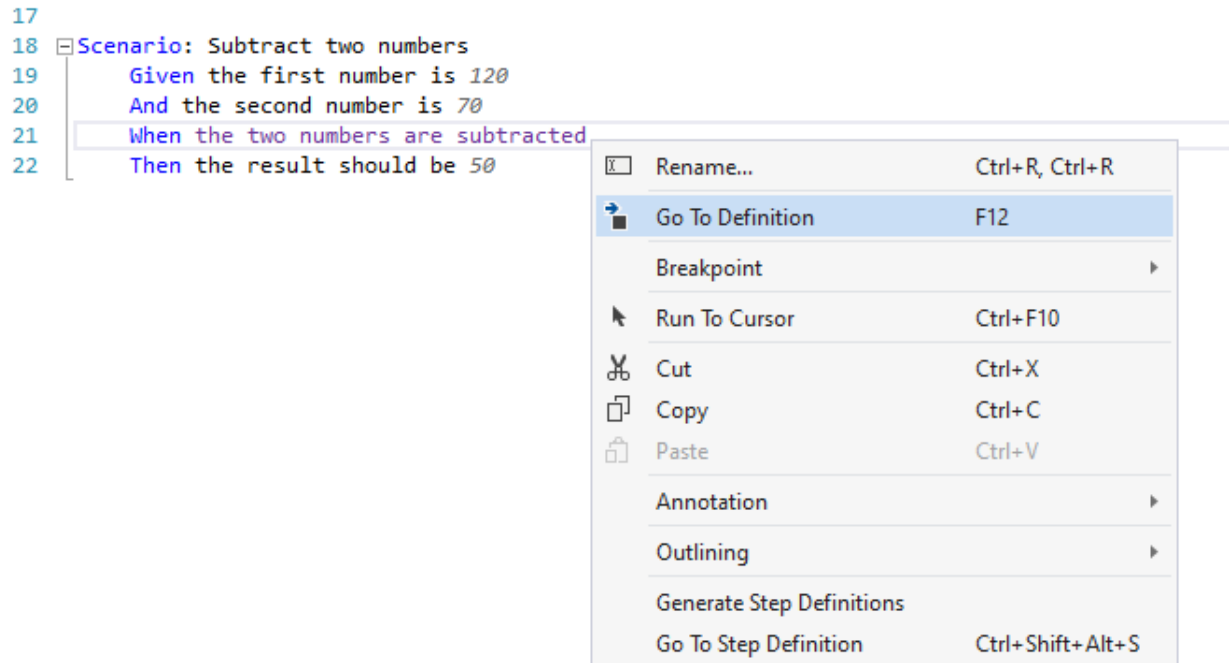 17
18 Scenario: Subtract two numbers
19 Given the first number is 120
20 And the second number is 70
21 When the two numbers are subtracted
22 Then the result should be 50
Rename... Ctrl+R, Ctrl+R
Go To Definition F12
Breakpoint
Run To Cursor Ctrl+F10
Cut Ctrl+X
Copy Ctrl+C
Paste Ctrl+V
Annotation
Outlining
Generate Step Definitions
Go To Step Definition Ctrl+Shift+Alt+S